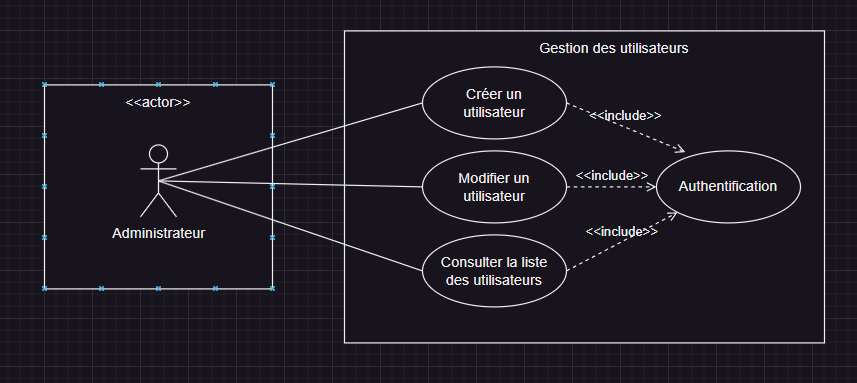 Gestion des utilisateurs
<<actor>>
Administrateur
Créer un
utilisateur
<<include>>
Modifier un
utilisateur
<<include>>
Authentification
Consulter la liste
des utilisateurs
<<include>>